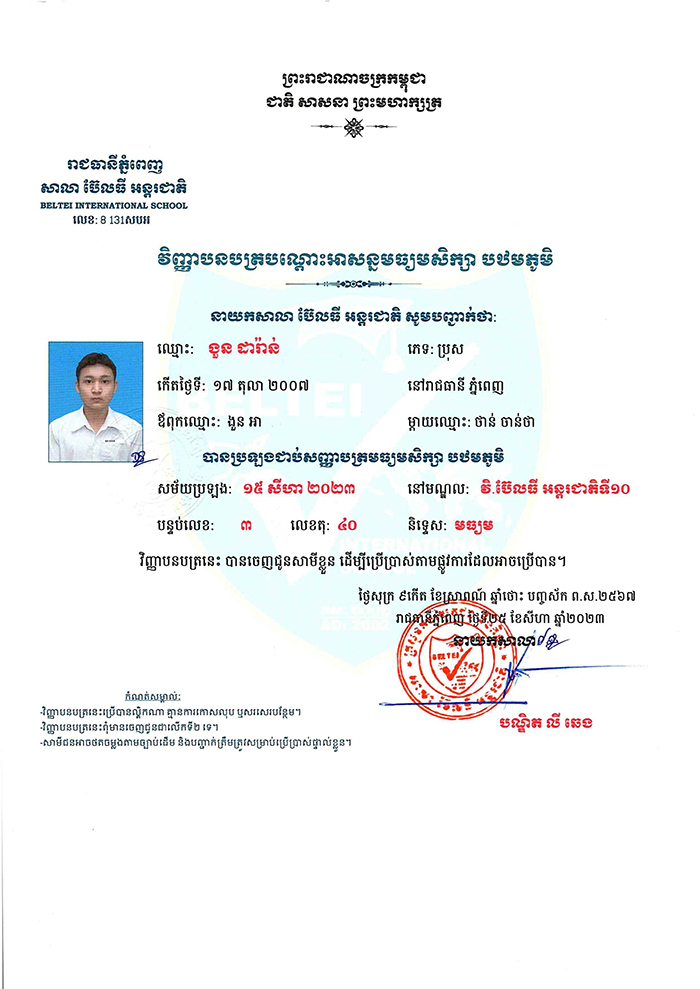 ព្រះរាជាណាចក្រកម្ពុជា
ជាតិ សាសនា ព្រះមហាក្សត្រ
រាជធានីភ្នំពេញ
សាលា ប៊ែលធី អន្តរជាតិ
BELTEI INTERNATIONAL SCHOOL
លេខ: 8 131សបអ
វិញ្ញាបនបត្របណ្តោះអាសន្នមធ្យមសិក្សា បឋមភូមិ
នាយកសាលា ប៊ែលធី អន្តរជាតិ សូមបញ្ជាក់ថា:
ឈ្មោះ: ងួន ដារ៉ាន់ ភេទ: ប្រុស
កើតថ្ងៃទី: ១៧ តុលា ២០០៧ នៅរាជធានី ភ្នំពេញ
ឪពុកឈ្មោះ: ងួន អា ម្តាយឈ្មោះ: ថាន់ ចាន់ថា
បានប្រឡងជាប់សញ្ញាបត្រមធ្យមសិក្សា បឋមភូមិ
សម័យប្រឡង: ១៥ សីហា ២០២៣ នៅមណ្ឌល: វិ.ប៊ែលធី អន្តរជាតិទី១០
បន្ទប់លេខ: ៣ លេខតុ: ៤០ និទ្ទេស: មធ្យម
វិញ្ញាបនបត្រនេះ បានចេញជូនសាមីខ្លួន ដើម្បីប្រើប្រាស់តាមផ្លូវការដែលអាចប្រើបាន។
ថ្ងៃសុក្រ ៩កើត ខែស្រាពណ៍ ឆ្នាំថោះ បញ្ចស័ក ព.ស.២៥៦៧
រាជធានីភ្នំពេញ ថ្ងៃទី២៥ ខែសីហា ឆ្នាំ២០២៣
នាយកសាលា
BELTEI
បណ្ឌិត លី ឆេង
កំណត់សម្គាល់:
-វិញ្ញាបនបត្រនេះប្រើបានល្គឹកណា គ្មានការកោសលុប ឬសរសេរបន្ថែម។
-វិញ្ញាបនបត្រនេះពុំមានចេញជូនជាលើកទី២ ទេ។
-សាមីជនអាចថតចម្លងតាមច្បាប់ដើម និងបញ្ជាក់ត្រឹមត្រូវសម្រាប់ប្រើប្រាស់ផ្ទាល់ខ្លួន។